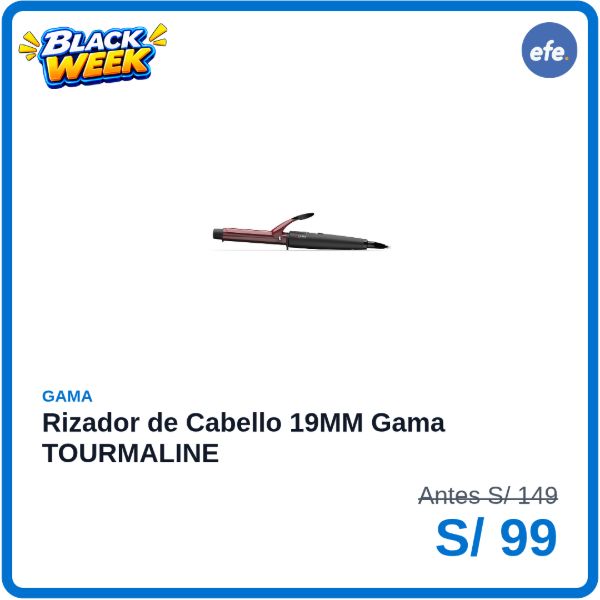 BLACK
WEEK
efe.
GAMA
Rizador de Cabello 19MM Gama
TOURMALINE
Antes S/ 149
S/ 99